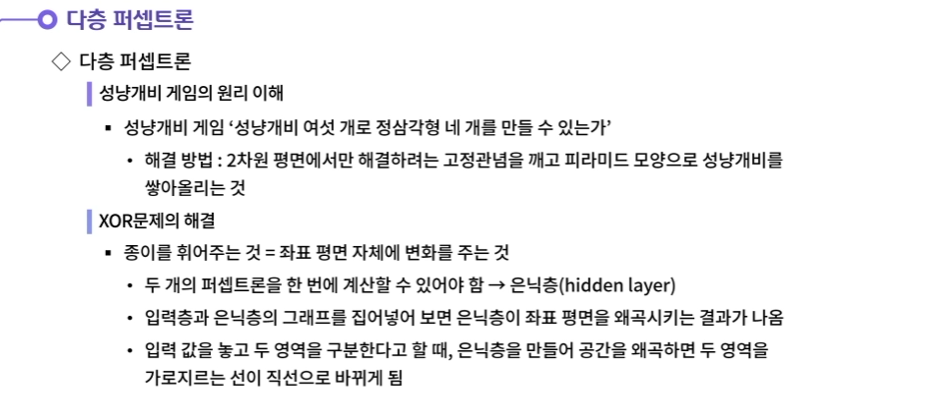 다층 퍼셉트론
◇ 다층 퍼셉트론
성냥개비 게임의 원리 이해
▪ 성냥개비 게임 ‘성냥개비 여섯 개로 정삼각형 네 개를 만들 수 있는가’
• 해결 방법 : 2차원 평면에서만 해결하려는 고정관념을 깨고 피라미드 모양으로 성냥개비를
쌓아올리는 것
XOR문제의 해결
▪ 종이를 휘어주는 것 = 좌표 평면 자체에 변화를 주는 것
• 두 개의 퍼셉트론을 한 번에 계산할 수 있어야 함 → 은닉층(hidden layer)
• 입력층과 은닉층의 그래프를 집어넣어 보면 은닉층이 좌표 평면을 왜곡시키는 결과가 나옴
• 입력 값을 놓고 두 영역을 구분한다고 할 때, 은닉층을 만들어 공간을 왜곡하면 두 영역을
가로지르는 선이 직선으로 바뀌게 됨